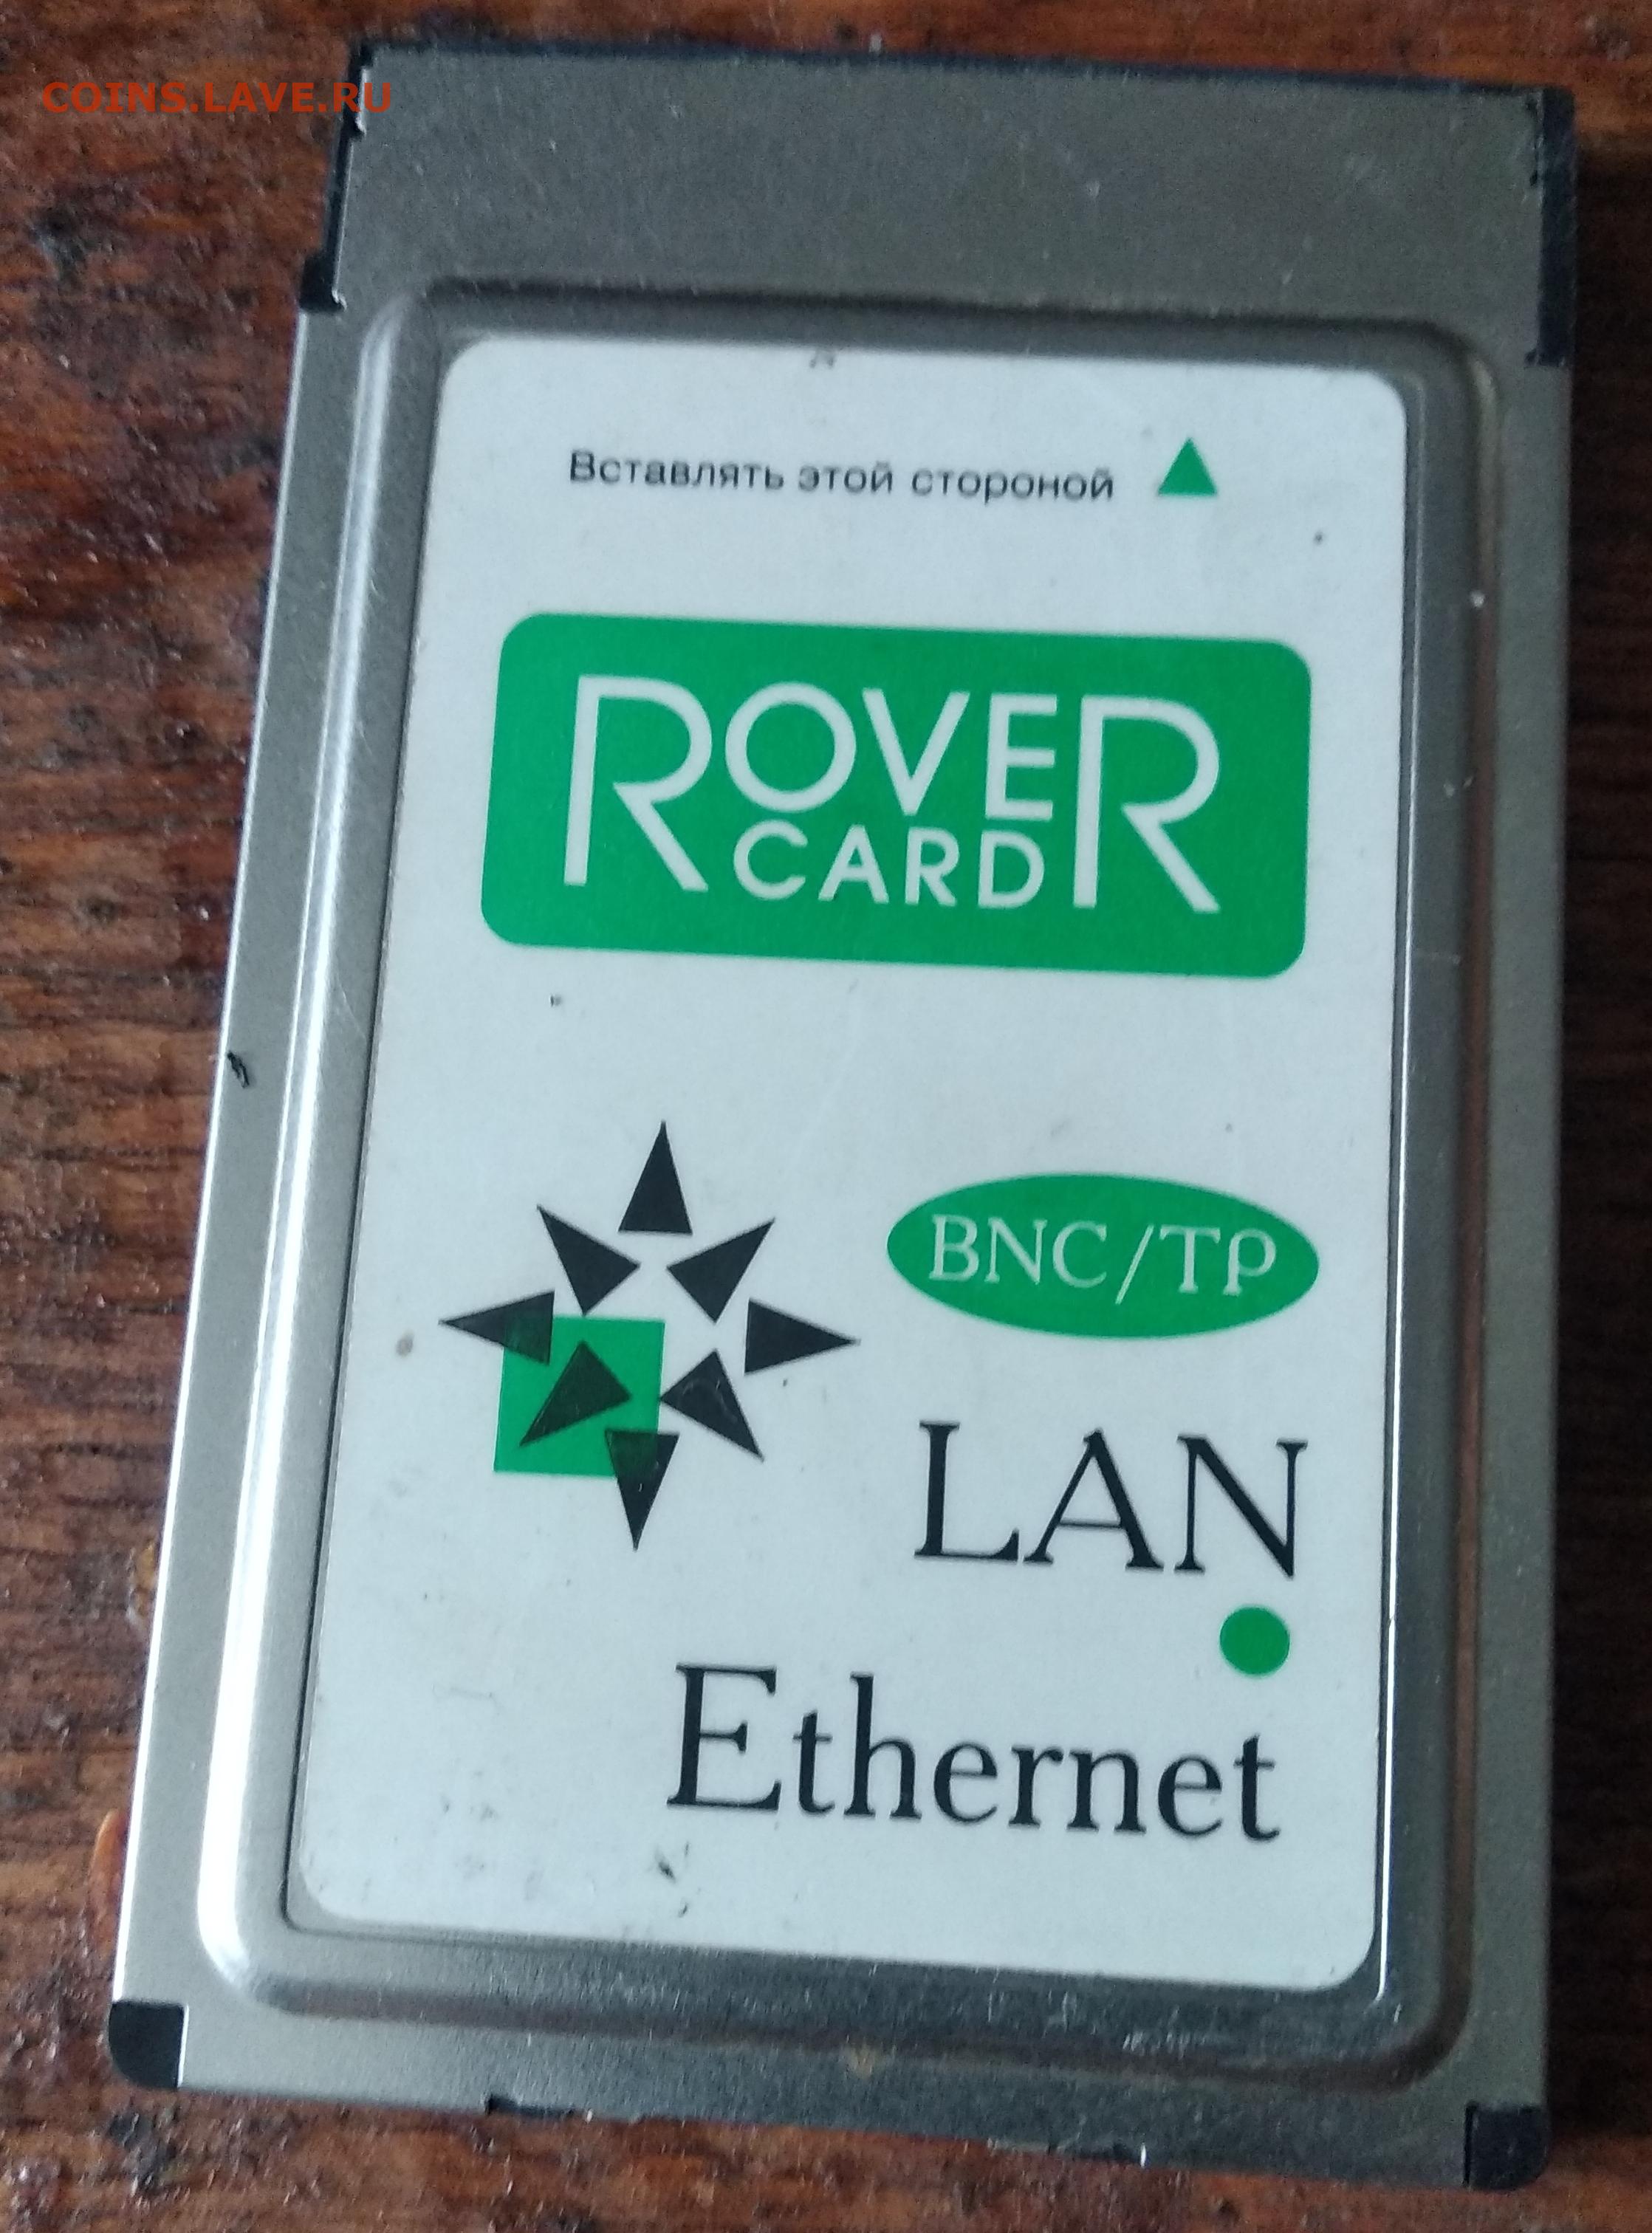 COINS.LAVE.RU
Вставлять этой стороной
ROVER
CARD
BNC/TP
LAN
Ethernet